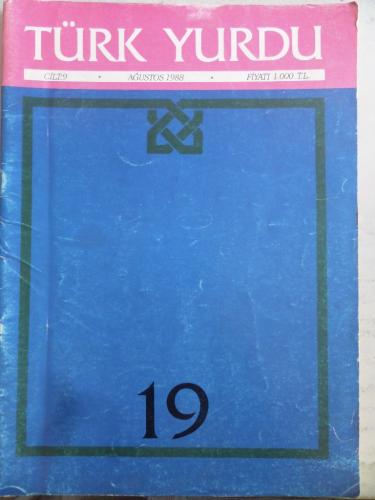 TÜRK YURDU
CİLT:9 • AĞUSTOS 1988 • FİYATI 1.000 T.L.
19